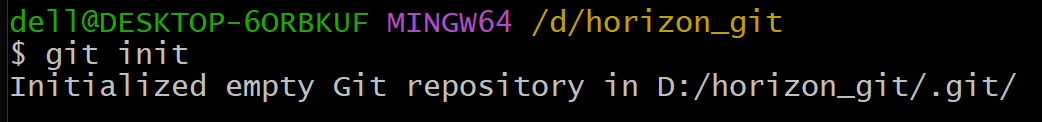 dell@DESKTOP-6ORBKUF MINGW64 /d/horizon_git
$ git init
Initialized empty Git repository in D:/horizon_git/.git/